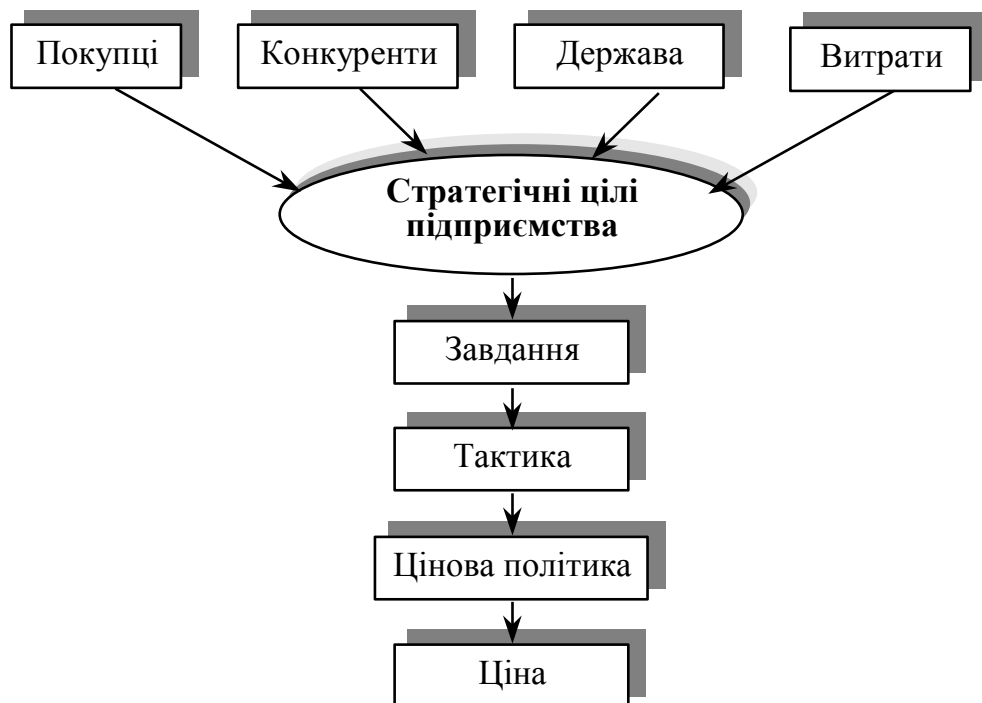 Покупці
Конкуренти
Держава
Витрати
Стратегічні цілі
підприємства
Завдання
Тактика
Цінова політика
Ціна